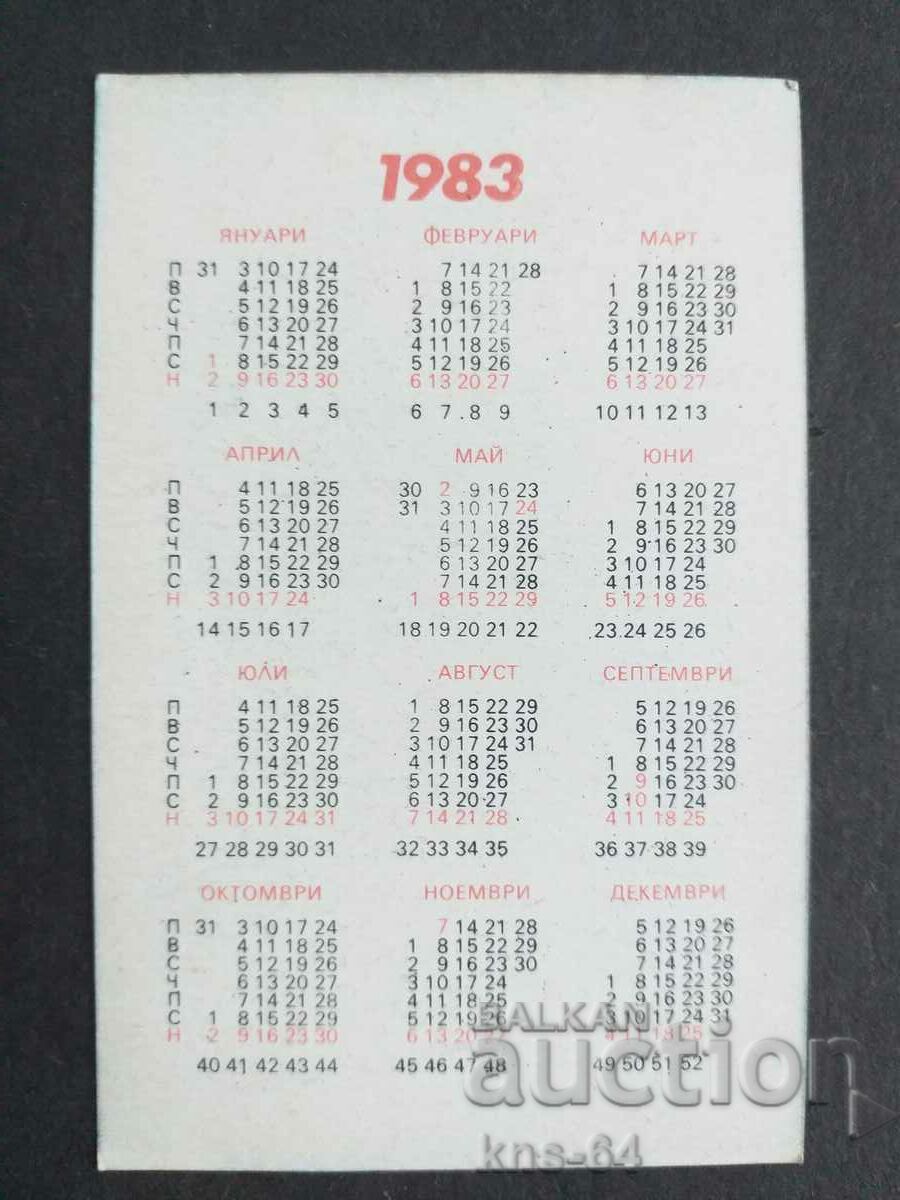 1983
ЯНУАРИ ФЕВРУАРИ МАРТ
П 31 3 10 17 24 7 14 21 28 7 14 21 28
В 4 11 18 25 1 8 15 22 1 8 15 22 29
С 5 12 19 26 2 9 16 23 2 9 16 23 30
Ч 6 13 20 27 3 10 17 24 3 10 17 24 31
П 7 14 21 28 4 11 18 25 4 11 18 25
С 1 8 15 22 29 5 12 19 26 5 12 19 26
Н 2 9 16 23 30 6 13 20 27 6 13 20 27
1 2 3 4 5 6 7 8 9 10 11 12 13
АПРИЛ МАЙ ЮНИ
П 4 11 18 25 30 2 9 16 23 6 13 20 27
В 5 12 19 26 31 3 10 17 24 7 14 21 28
С 6 13 20 27 4 11 18 25 1 8 15 22 29
Ч 7 14 21 28 5 12 19 26 2 9 16 23 30
П 1 8 15 22 29 6 13 20 27 3 10 17 24
С 2 9 16 23 30 7 14 21 28 4 11 18 25
Н 3 10 17 24 1 8 15 22 29 5 12 19 26
14 15 16 17 18 19 20 21 22 23 24 25 26
ЮЛИ АВГУСТ СЕПТЕМВРИ
П 4 11 18 25 1 8 15 22 29 5 12 19 26
В 5 12 19 26 2 9 16 23 30 6 13 20 27
С 6 13 20 27 3 10 17 24 31 7 14 21 28
Ч 7 14 21 28 4 11 18 25 1 8 15 22 29
П 1 8 15 22 29 5 12 19 26 2 9 16 23 30
С 2 9 16 23 30 6 13 20 27 3 10 17 24
Н 3 10 17 24 31 7 14 21 28 4 11 18 25
27 28 29 30 31 32 33 34 35 36 37 38 39
ОКТОМВРИ НОЕМВРИ ДЕКЕМВРИ
П 31 3 10 17 24 7 14 21 28 5 12 19 26
В 4 11 18 25 1 8 15 22 29 6 13 20 27
С 5 12 19 26 2 9 16 23 30 7 14 21 28
Ч 6 13 20 27 3 10 17 24 1 8 15 22 29
П 7 14 21 28 4 11 18 25 2 9 16 23 30
С 1 8 15 22 29 5 12 19 26 3 10 17 24 31
Н 2 9 16 23 30 6 13 20 27 4 11 18 25
40 41 42 43 44 45 46 47 48 49 50 51 52
BALKAN
auction
kns-64